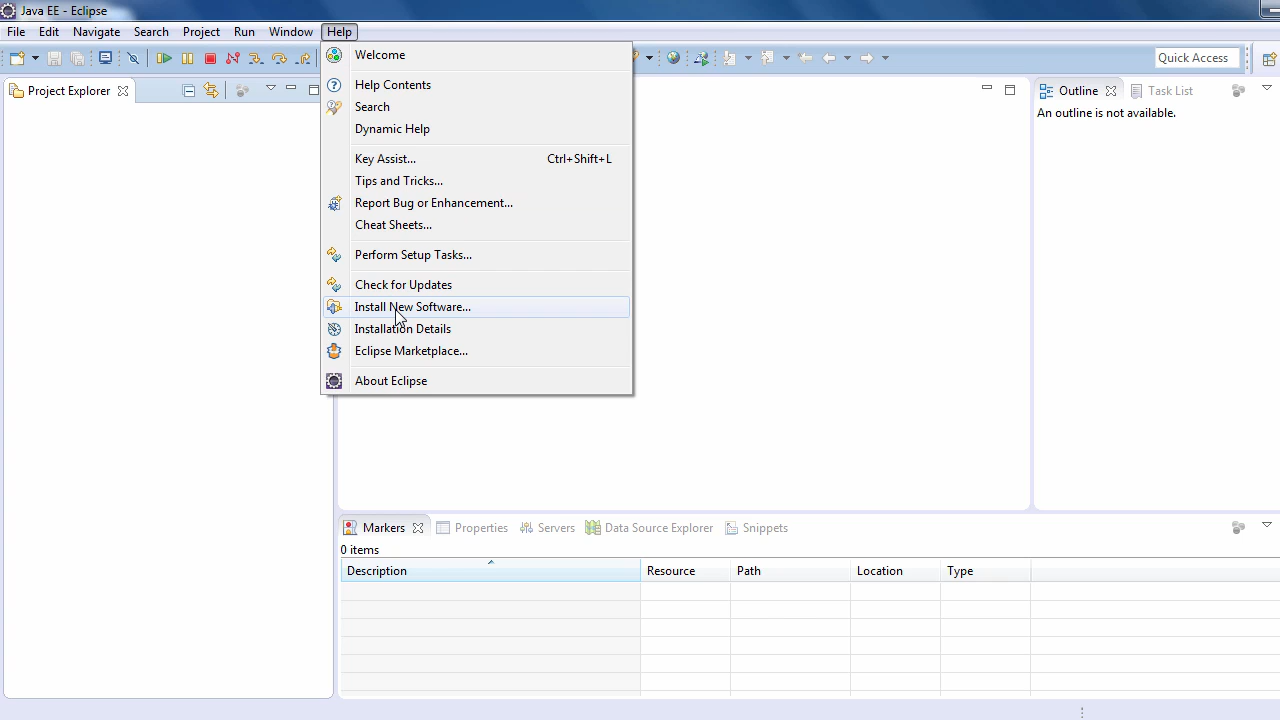 Java EE - Eclipse
File Edit Navigate Search Project Run Window Help
Quick Access
Project Explorer
Welcome
Help Contents
Search
Dynamic Help
Key Assist... Ctrl+Shift+L
Tips and Tricks...
Report Bug or Enhancement...
Cheat Sheets...
Perform Setup Tasks...
Check for Updates
Install New Software...
Installation Details
Eclipse Marketplace...
About Eclipse
Outline Task List
An outline is not available.
Markers Properties Servers Data Source Explorer Snippets
0 items
Description Resource Path Location Type